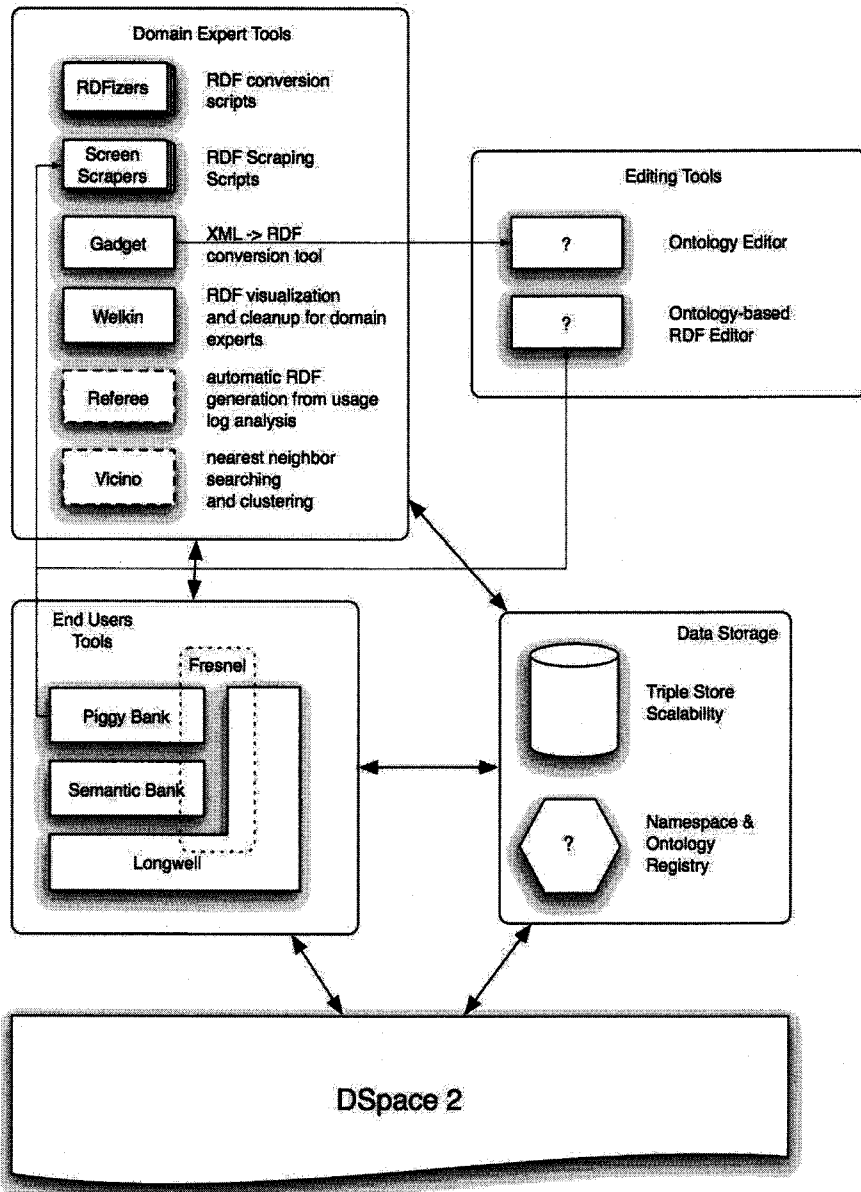 Domain Expert Tools
RDFizers
RDF conversion
scripts
Screen
Scrapers
RDF Scraping
Scripts
Gadget
XML -> RDF
conversion tool
Welkin
RDF visualization
and cleanup for domain
experts
Referee
automatic RDF
generation from usage
log analysis
Vicino
nearest neighbor
searching
and clustering
Editing Tools
?
Ontology Editor
?
Ontology-based
RDF Editor
End Users
Tools
Fresnel
Piggy Bank
Semantic Bank
Longwell
Data Storage
Triple Store
Scalability
?
Namespace &
Ontology
Registry
DSpace 2